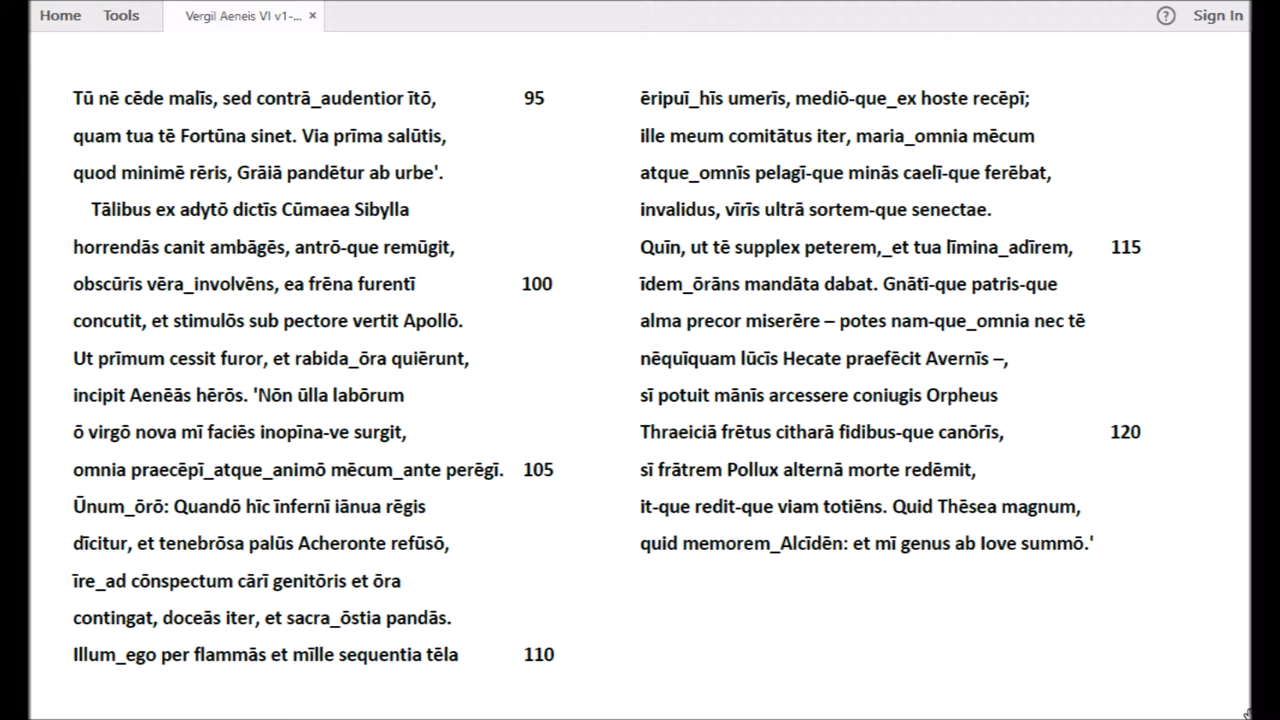 Home Tools Vergil Aeneis VI v1-... × ? Sign In
Tū nē cēde malīs, sed contrā_audentior ītō, 95
quam tua tē Fortūna sinet. Via prīma salūtis,
quod minimē rēris, Grāiā pandētur ab urbe'.
Tālibus ex adytō dictīs Cūmaea Sibylla
horrendās canit ambāgēs, antrō-que remūgit,
obscūrīs vēra_involvēns, ea frēna furentī 100
concutit, et stimulōs sub pectore vertit Apollō.
Ut prīmum cessit furor, et rabida_ōra quiērunt,
incipit Aenēās hērōs. 'Nōn ūlla labōrum
ō virgō nova mī faciēs inopīna-ve surgit,
omnia praecēpī_atque_animō mēcum_ante perēgī. 105
Ūnum_ōrō: Quandō hīc īnfernī iānua rēgis
dīcitur, et tenebrōsa palūs Acheronte refūsō,
īre_ad cōnspectum cārī genitōris et ōra
contingat, doceās iter, et sacra_ōstia pandās.
Illum_ego per flammās et mīlle sequentia tēla 110
ēripuī_hīs umerīs, mediō-que_ex hoste recēpī;
ille meum comitātus iter, maria_omnia mēcum
atque_omnīs pelagī-que minās caelī-que ferēbat,
invalidus, vīrīs ultrā sortem-que senectae.
Quīn, ut tē supplex peterem,_et tua līmina_adīrem, 115
īdem_ōrāns mandāta dabat. Gnātī-que patris-que
alma precor miserēre – potes nam-que_omnia nec tē
nēquīquam lūcīs Hecate praefēcit Avernīs –,
sī potuit mānīs arcessere coniugis Orpheus
Thraeiciā frētus citharā fidibus-que canōrīs, 120
sī frātrem Pollux alternā morte redēmit,
it-que redit-que viam totiēns. Quid Thēsea magnum,
quid memorem_Alcīdēn: et mī genus ab Iove summō.'